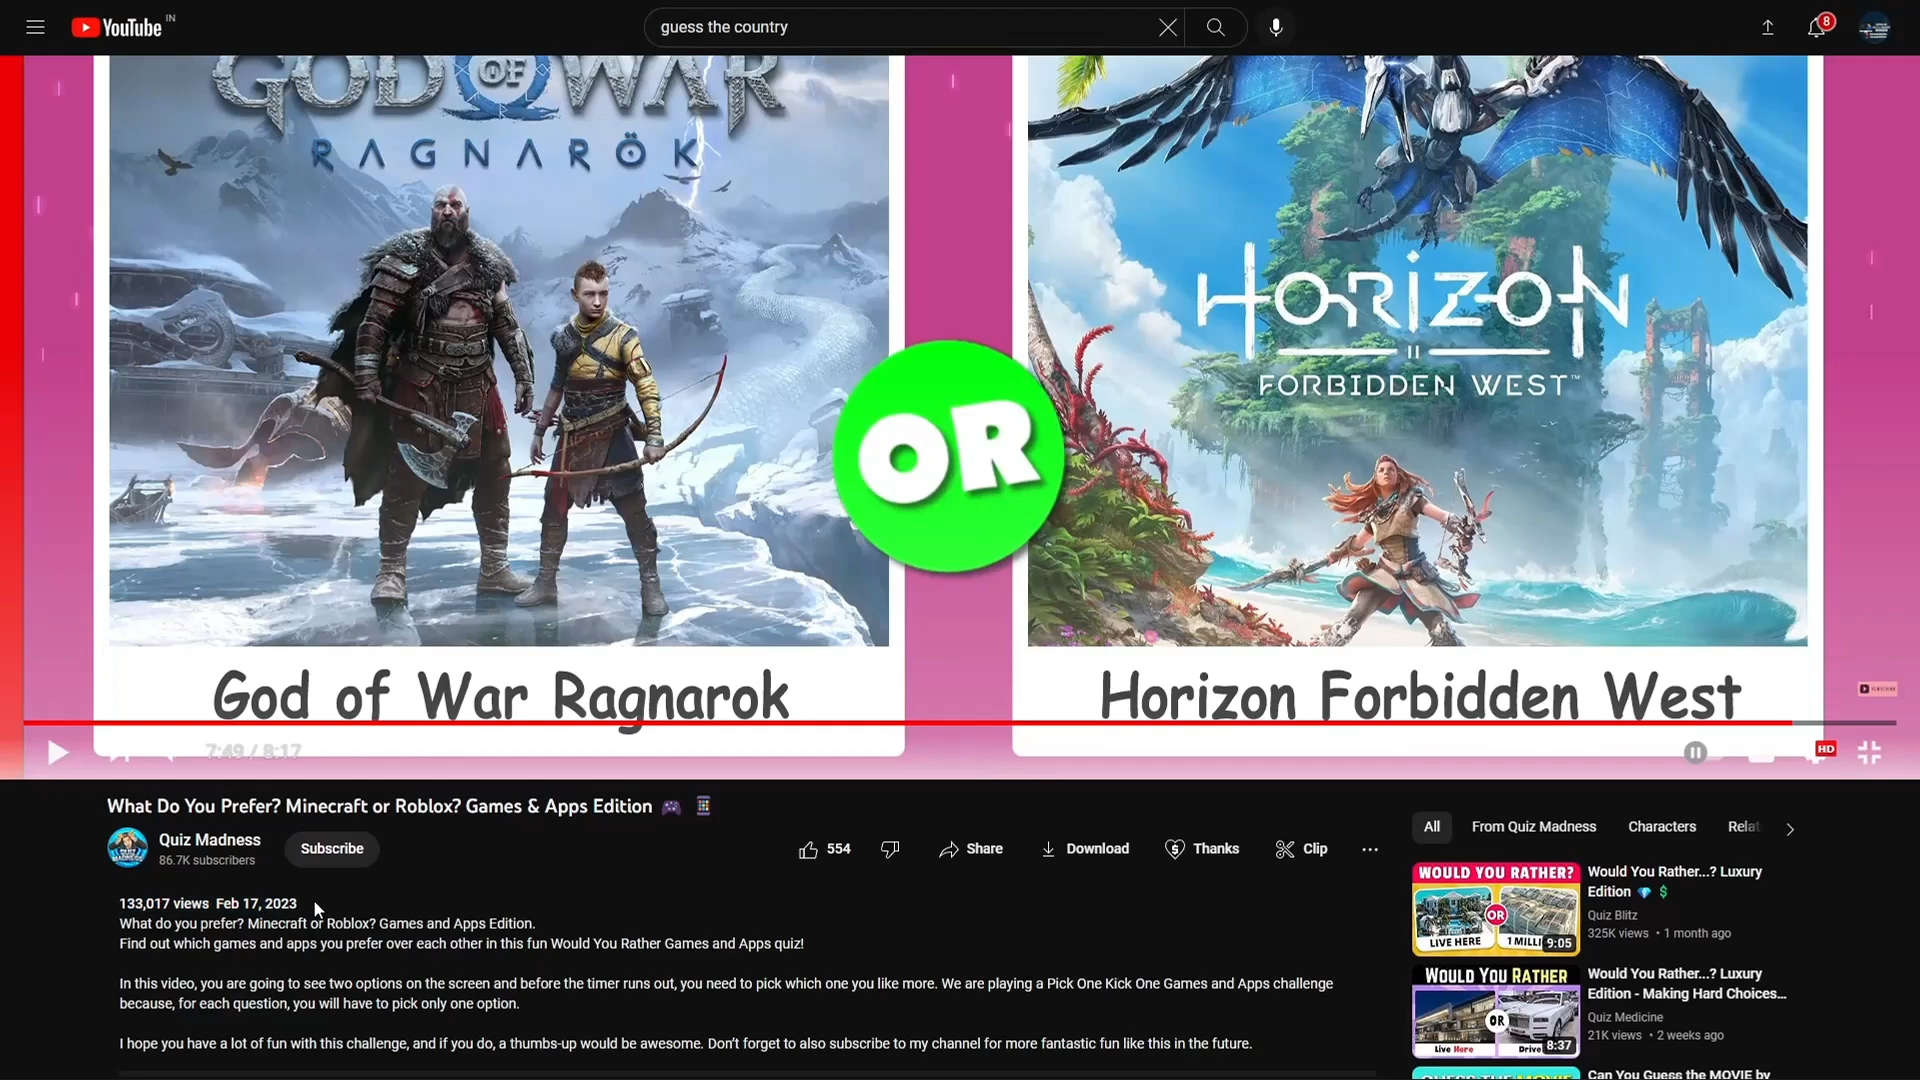 YouTube IN
guess the country
8
GOD OF WAR
RAGNARÖK
HORIZON
II
FORBIDDEN WEST™
OR
God of War Ragnarok
Horizon Forbidden West
SUBSCRIBE
7:49 / 8:17
HD
What Do You Prefer? Minecraft or Roblox? Games & Apps Edition
Quiz Madness
86.7K subscribers
Subscribe
554
Share
Download
Thanks
Clip
133,017 views Feb 17, 2023
What do you prefer? Minecraft or Roblox? Games and Apps Edition.
Find out which games and apps you prefer over each other in this fun Would You Rather Games and Apps quiz!
In this video, you are going to see two options on the screen and before the timer runs out, you need to pick which one you like more. We are playing a Pick One Kick One Games and Apps challenge
because, for each question, you will have to pick only one option.
I hope you have a lot of fun with this challenge, and if you do, a thumbs-up would be awesome. Don't forget to also subscribe to my channel for more fantastic fun like this in the future.
All
From Quiz Madness
Characters
Relat
WOULD YOU RATHER?
OR
LIVE HERE
1 MILLI
9:05
Would You Rather...? Luxury
Edition
Quiz Blitz
325K views • 1 month ago
WOULD YOU RATHER
OR
Live Here
Drive
8:37
Would You Rather...? Luxury
Edition - Making Hard Choices...
Quiz Medicine
21K views • 2 weeks ago
Can You Guess the MOVIE by